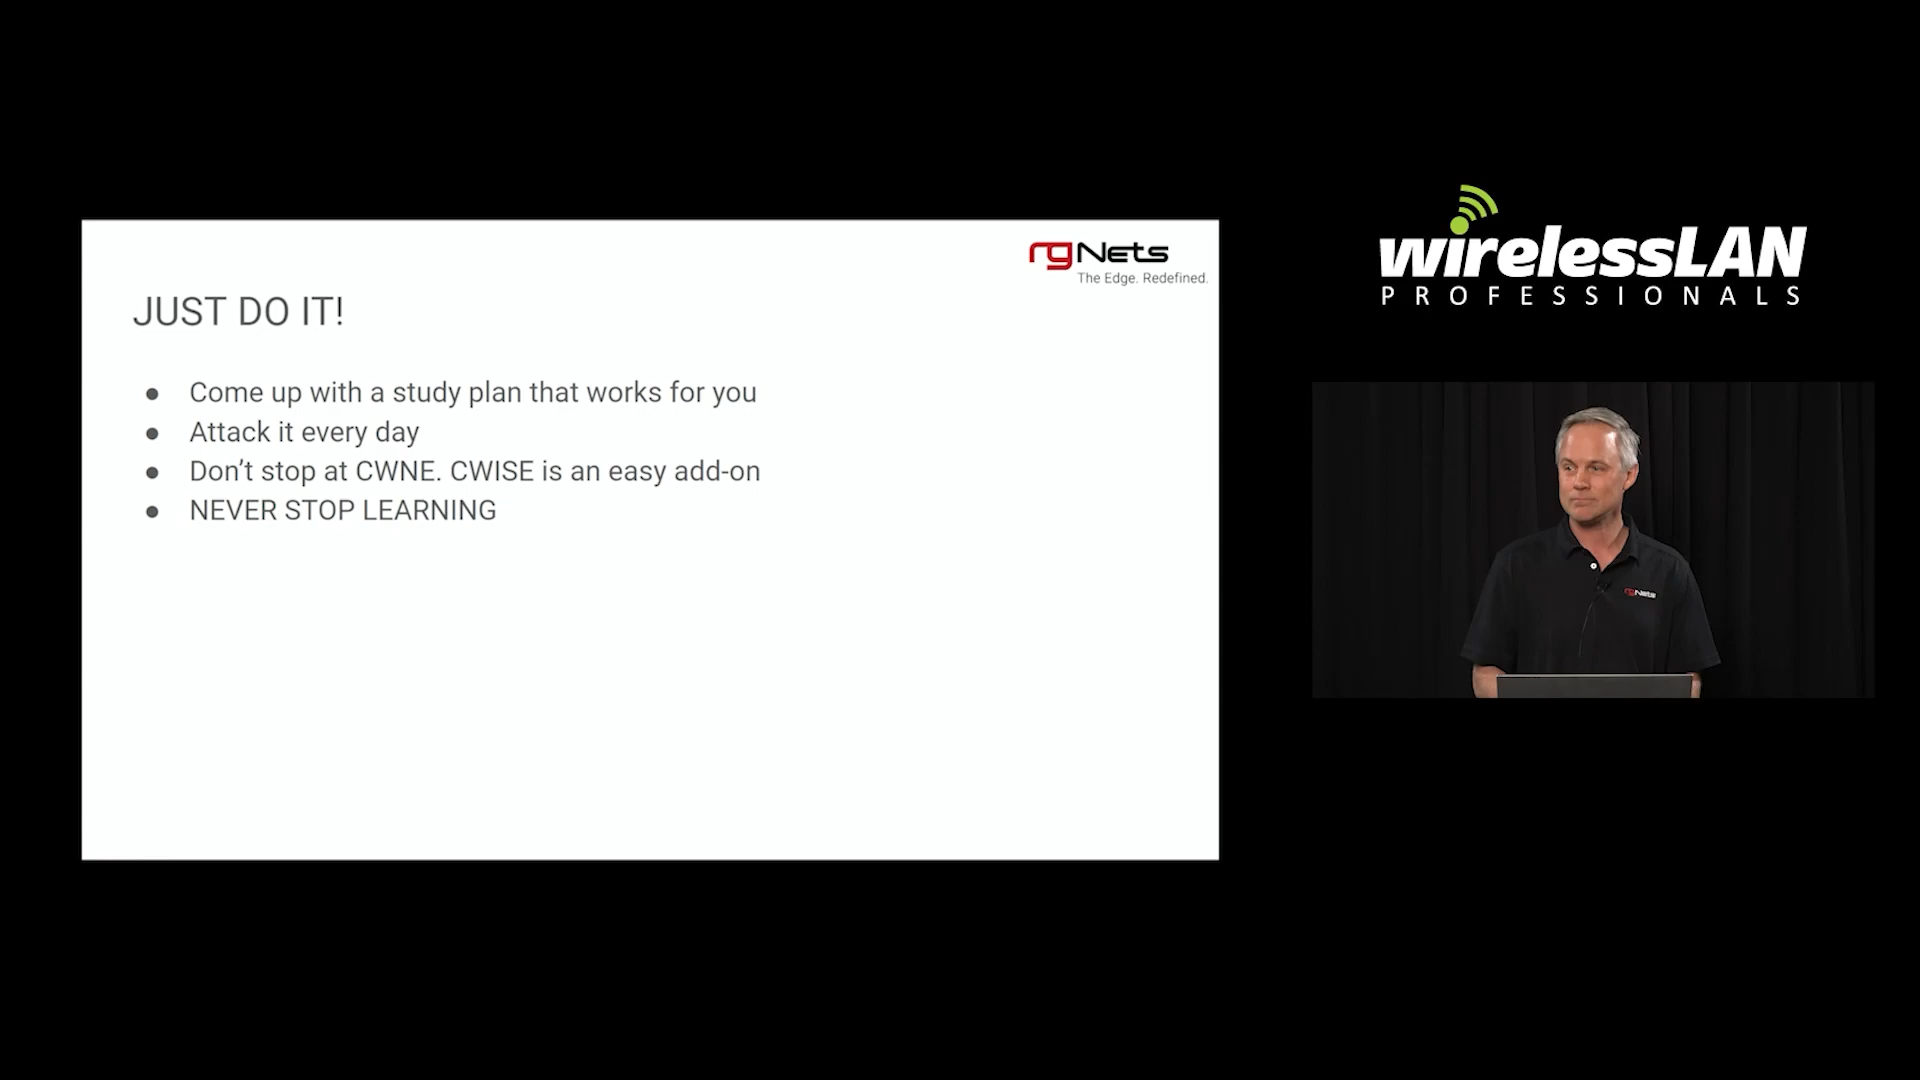 rgNets
The Edge. Redefined.
JUST DO IT!
● Come up with a study plan that works for you
● Attack it every day
● Don’t stop at CWNE. CWISE is an easy add-on
● NEVER STOP LEARNING
wirelessLAN
PROFESSIONALS
rgNets